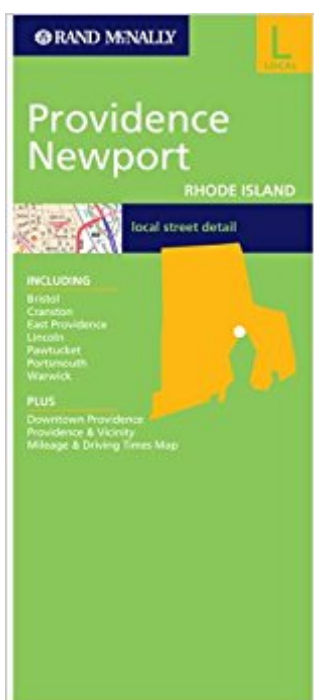 RAND McNALLY
L
LOCAL
Providence
Newport
RHODE ISLAND
local street detail
INCLUDING
Bristol
Cranston
East Providence
Lincoln
Pawtucket
Portsmouth
Warwick
PLUS
Downtown Providence
Providence & Vicinity
Mileage & Driving Times Map